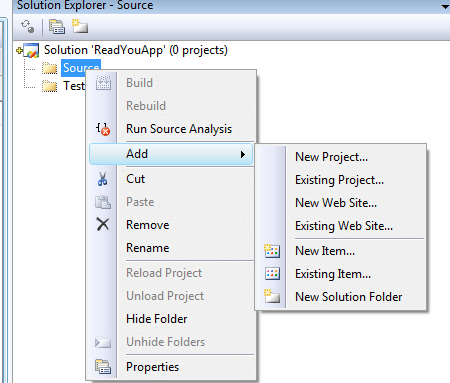 Solution Explorer - Source
Solution 'ReadYouApp' (0 projects)
Source
Test
Build
Rebuild
Run Source Analysis
Add
Cut
Paste
Remove
Rename
Reload Project
Unload Project
Hide Folder
Unhide Folders
Properties
New Project...
Existing Project...
New Web Site...
Existing Web Site...
New Item...
Existing Item...
New Solution Folder